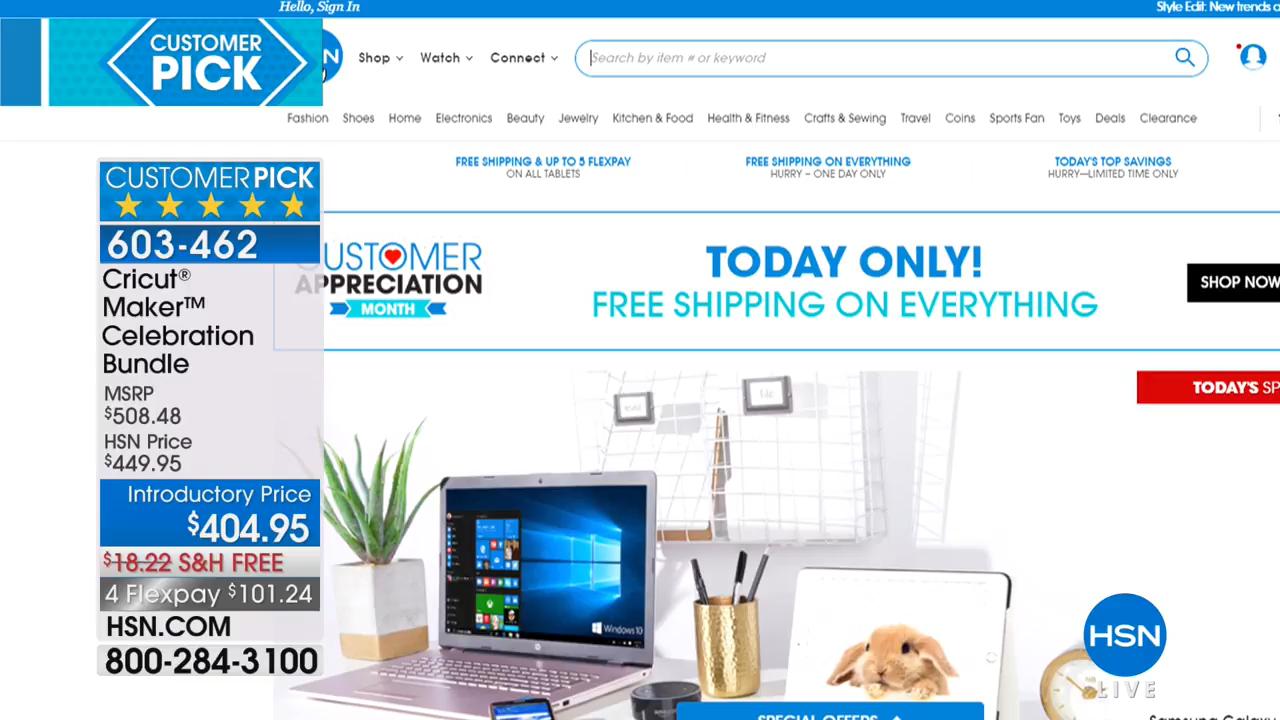 Hello, Sign In
Style Edit: New trends
CUSTOMER
PICK
Shop
Watch
Connect
Search by item # or keyword
Fashion
Shoes
Home
Electronics
Beauty
Jewelry
Kitchen & Food
Health & Fitness
Crafts & Sewing
Travel
Coins
Sports Fan
Toys
Deals
Clearance
FREE SHIPPING & UP TO 5 FLEXPAY
ON ALL TABLETS
FREE SHIPPING ON EVERYTHING
HURRY – ONE DAY ONLY
TODAY'S TOP SAVINGS
HURRY—LIMITED TIME ONLY
CUSTOMER PICK
603-462
Cricut®
Maker™
Celebration
Bundle
MSRP
$508.48
HSN Price
$449.95
Introductory Price
$404.95
$18.22 S&H FREE
4 Flexpay $101.24
HSN.COM
800-284-3100
CUSTOMER
APPRECIATION
MONTH
TODAY ONLY!
FREE SHIPPING ON EVERYTHING
SHOP NOW
TODAY'S SP
Windows 10
HSN
LIVE
SPECIAL OFFERS
Samsung Galaxy